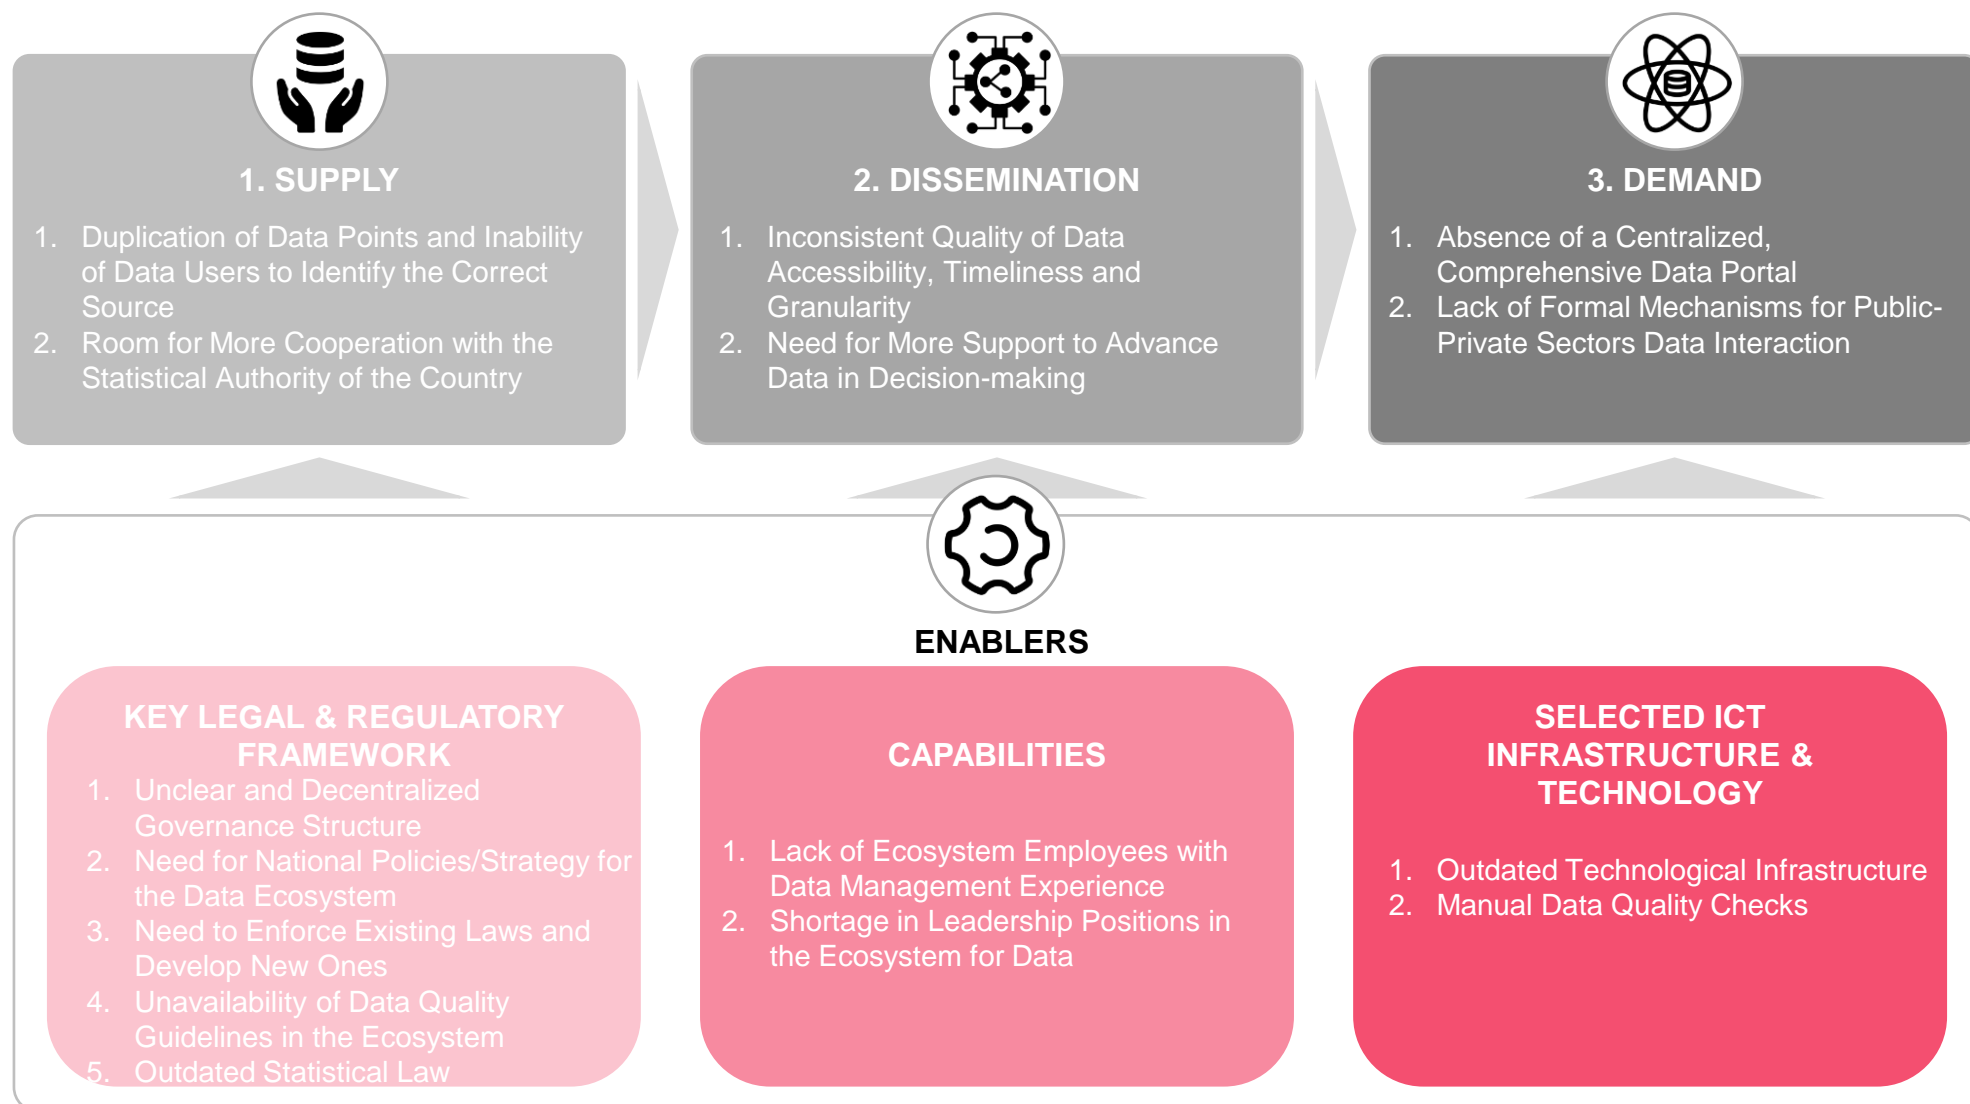 1. SUPPLY
1. Duplication of Data Points and Inability
of Data Users to Identify the Correct
Source
2. Room for More Cooperation with the
Statistical Authority of the Country
2. DISSEMINATION
1. Inconsistent Quality of Data
Accessibility, Timeliness and
Granularity
2. Need for More Support to Advance
Data in Decision-making
3. DEMAND
1. Absence of a Centralized,
Comprehensive Data Portal
2. Lack of Formal Mechanisms for Public-
Private Sectors Data Interaction
ENABLERS
KEY LEGAL & REGULATORY
FRAMEWORK
1. Unclear and Decentralized
Governance Structure
2. Need for National Policies/Strategy for
the Data Ecosystem
3. Need to Enforce Existing Laws and
Develop New Ones
4. Unavailability of Data Quality
Guidelines in the Ecosystem
5. Outdated Statistical Law
CAPABILITIES
1. Lack of Ecosystem Employees with
Data Management Experience
2. Shortage in Leadership Positions in
the Ecosystem for Data
SELECTED ICT
INFRASTRUCTURE &
TECHNOLOGY
1. Outdated Technological Infrastructure
2. Manual Data Quality Checks